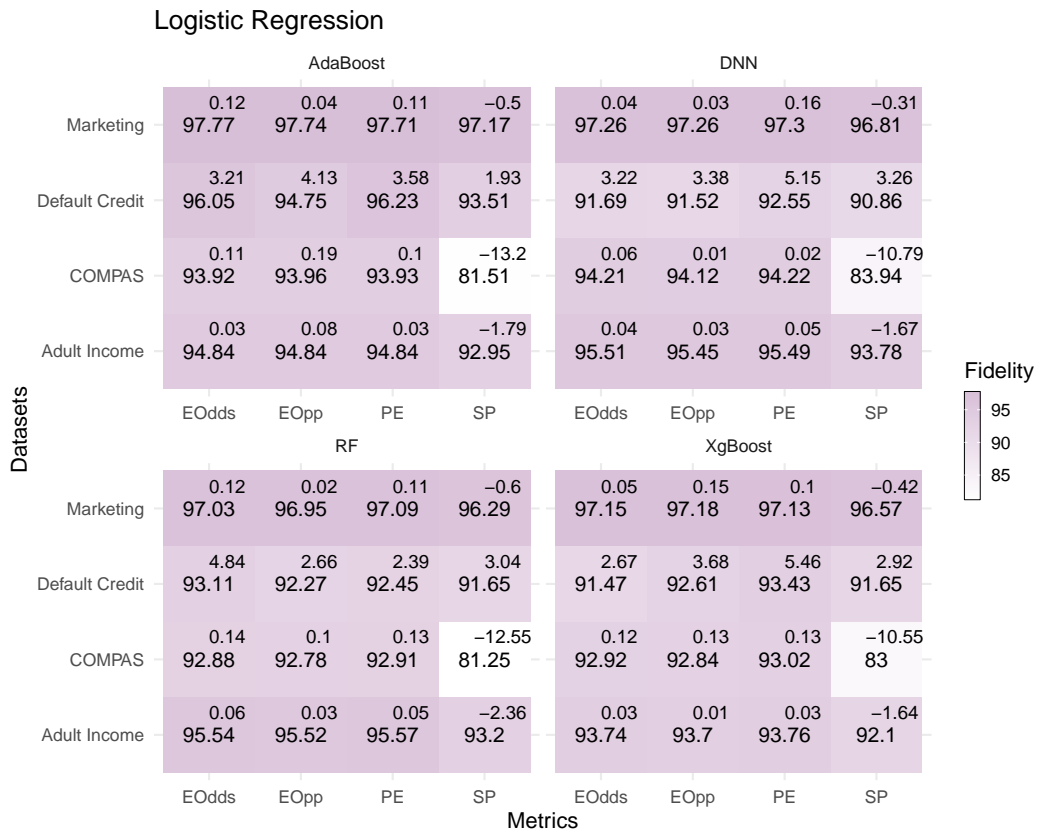 Logistic Regression
AdaBoost
DNN
0.12 0.04 0.11 −0.5 0.04 0.03 0.16 −0.31
Marketing 97.77 97.74 97.71 97.17 97.26 97.26 97.3 96.81
3.21 4.13 3.58 1.93 3.22 3.38 5.15 3.26
Default Credit 96.05 94.75 96.23 93.51 91.69 91.52 92.55 90.86
0.11 0.19 0.1 −13.2 0.06 0.01 0.02 −10.79
COMPAS 93.92 93.96 93.93 81.51 94.21 94.12 94.22 83.94
0.03 0.08 0.03 −1.79 0.04 0.03 0.05 −1.67
Adult Income 94.84 94.84 94.84 92.95 95.51 95.45 95.49 93.78
EOdds EOpp PE SP EOdds EOpp PE SP
RF
XgBoost
0.12 0.02 0.11 −0.6 0.05 0.15 0.1 −0.42
Marketing 97.03 96.95 97.09 96.29 97.15 97.18 97.13 96.57
4.84 2.66 2.39 3.04 2.67 3.68 5.46 2.92
Default Credit 93.11 92.27 92.45 91.65 91.47 92.61 93.43 91.65
0.14 0.1 0.13 −12.55 0.12 0.13 0.13 −10.55
COMPAS 92.88 92.78 92.91 81.25 92.92 92.84 93.02 83
0.06 0.03 0.05 −2.36 0.03 0.01 0.03 −1.64
Adult Income 95.54 95.52 95.57 93.2 93.74 93.7 93.76 92.1
EOdds EOpp PE SP EOdds EOpp PE SP
Metrics
Datasets
Fidelity
95
90
85